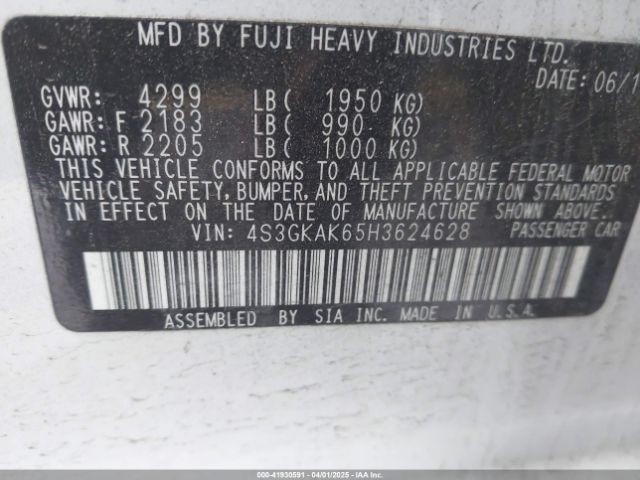 MFD BY FUJI HEAVY INDUSTRIES LTD.
DATE: 06/1
GVWR: 4299 LB( 1950 KG)
GAWR: F 2183 LB( 990 KG)
GAWR: R 2205 LB( 1000 KG)
THIS VEHICLE CONFORMS TO ALL APPLICABLE FEDERAL MOTOR
VEHICLE SAFETY, BUMPER, AND THEFT PREVENTION STANDARDS
IN EFFECT ON THE DATE OF MANUFACTURE SHOWN ABOVE.
VIN: 4S3GKAK65H3624628 PASSENGER CAR
ASSEMBLED BY SIA INC. MADE IN U.S.A.
000-41930591 - 04/01/2025 - IAAI.com